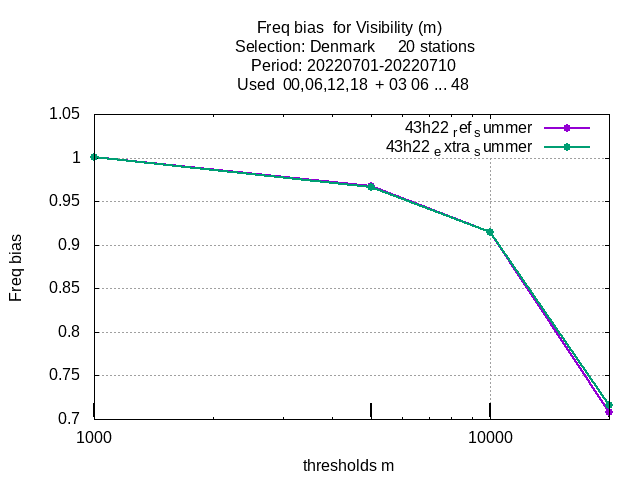 Freq bias  for Visibility (m)
Selection: Denmark     20 stations
Period: 20220701-20220710
Used  00,06,12,18  + 03 06 ... 48
43h22 ref summer
43h22 extra summer
1.05
1
0.95
0.9
0.85
0.8
0.75
0.7
Freq bias
1000
10000
thresholds m